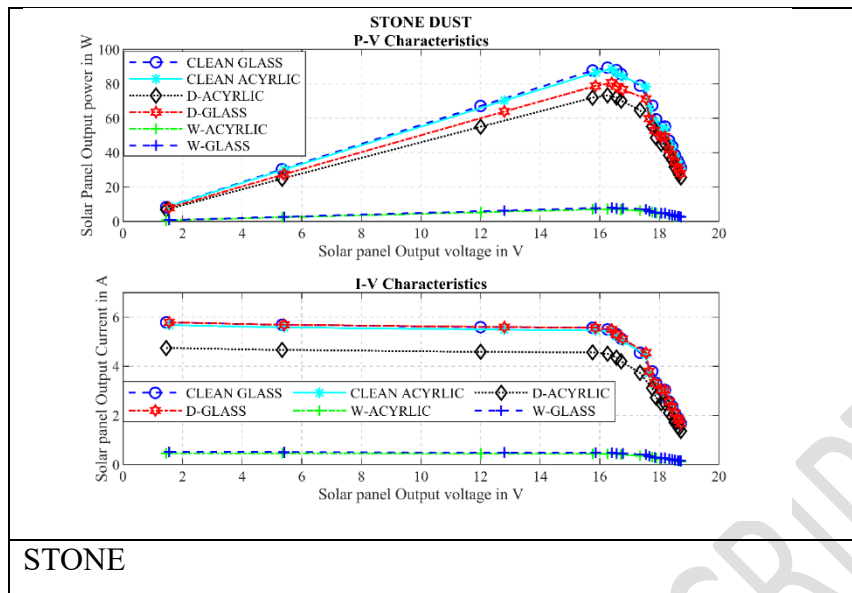 STONE DUST
P-V Characteristics
Solar Panel Output power in W
100
80
60
40
20
0
CLEAN GLASS
CLEAN ACYRLIC
D-ACYRLIC
D-GLASS
W-ACYRLIC
W-GLASS
0 2 4 6 8 10 12 14 16 18 20
Solar panel Output voltage in V
I-V Characteristics
Solar panel Output Current in A
6
4
2
0
CLEAN GLASS CLEAN ACYRLIC D-ACYRLIC
D-GLASS W-ACYRLIC W-GLASS
0 2 4 6 8 10 12 14 16 18 20
Solar panel Output voltage in V
STONE